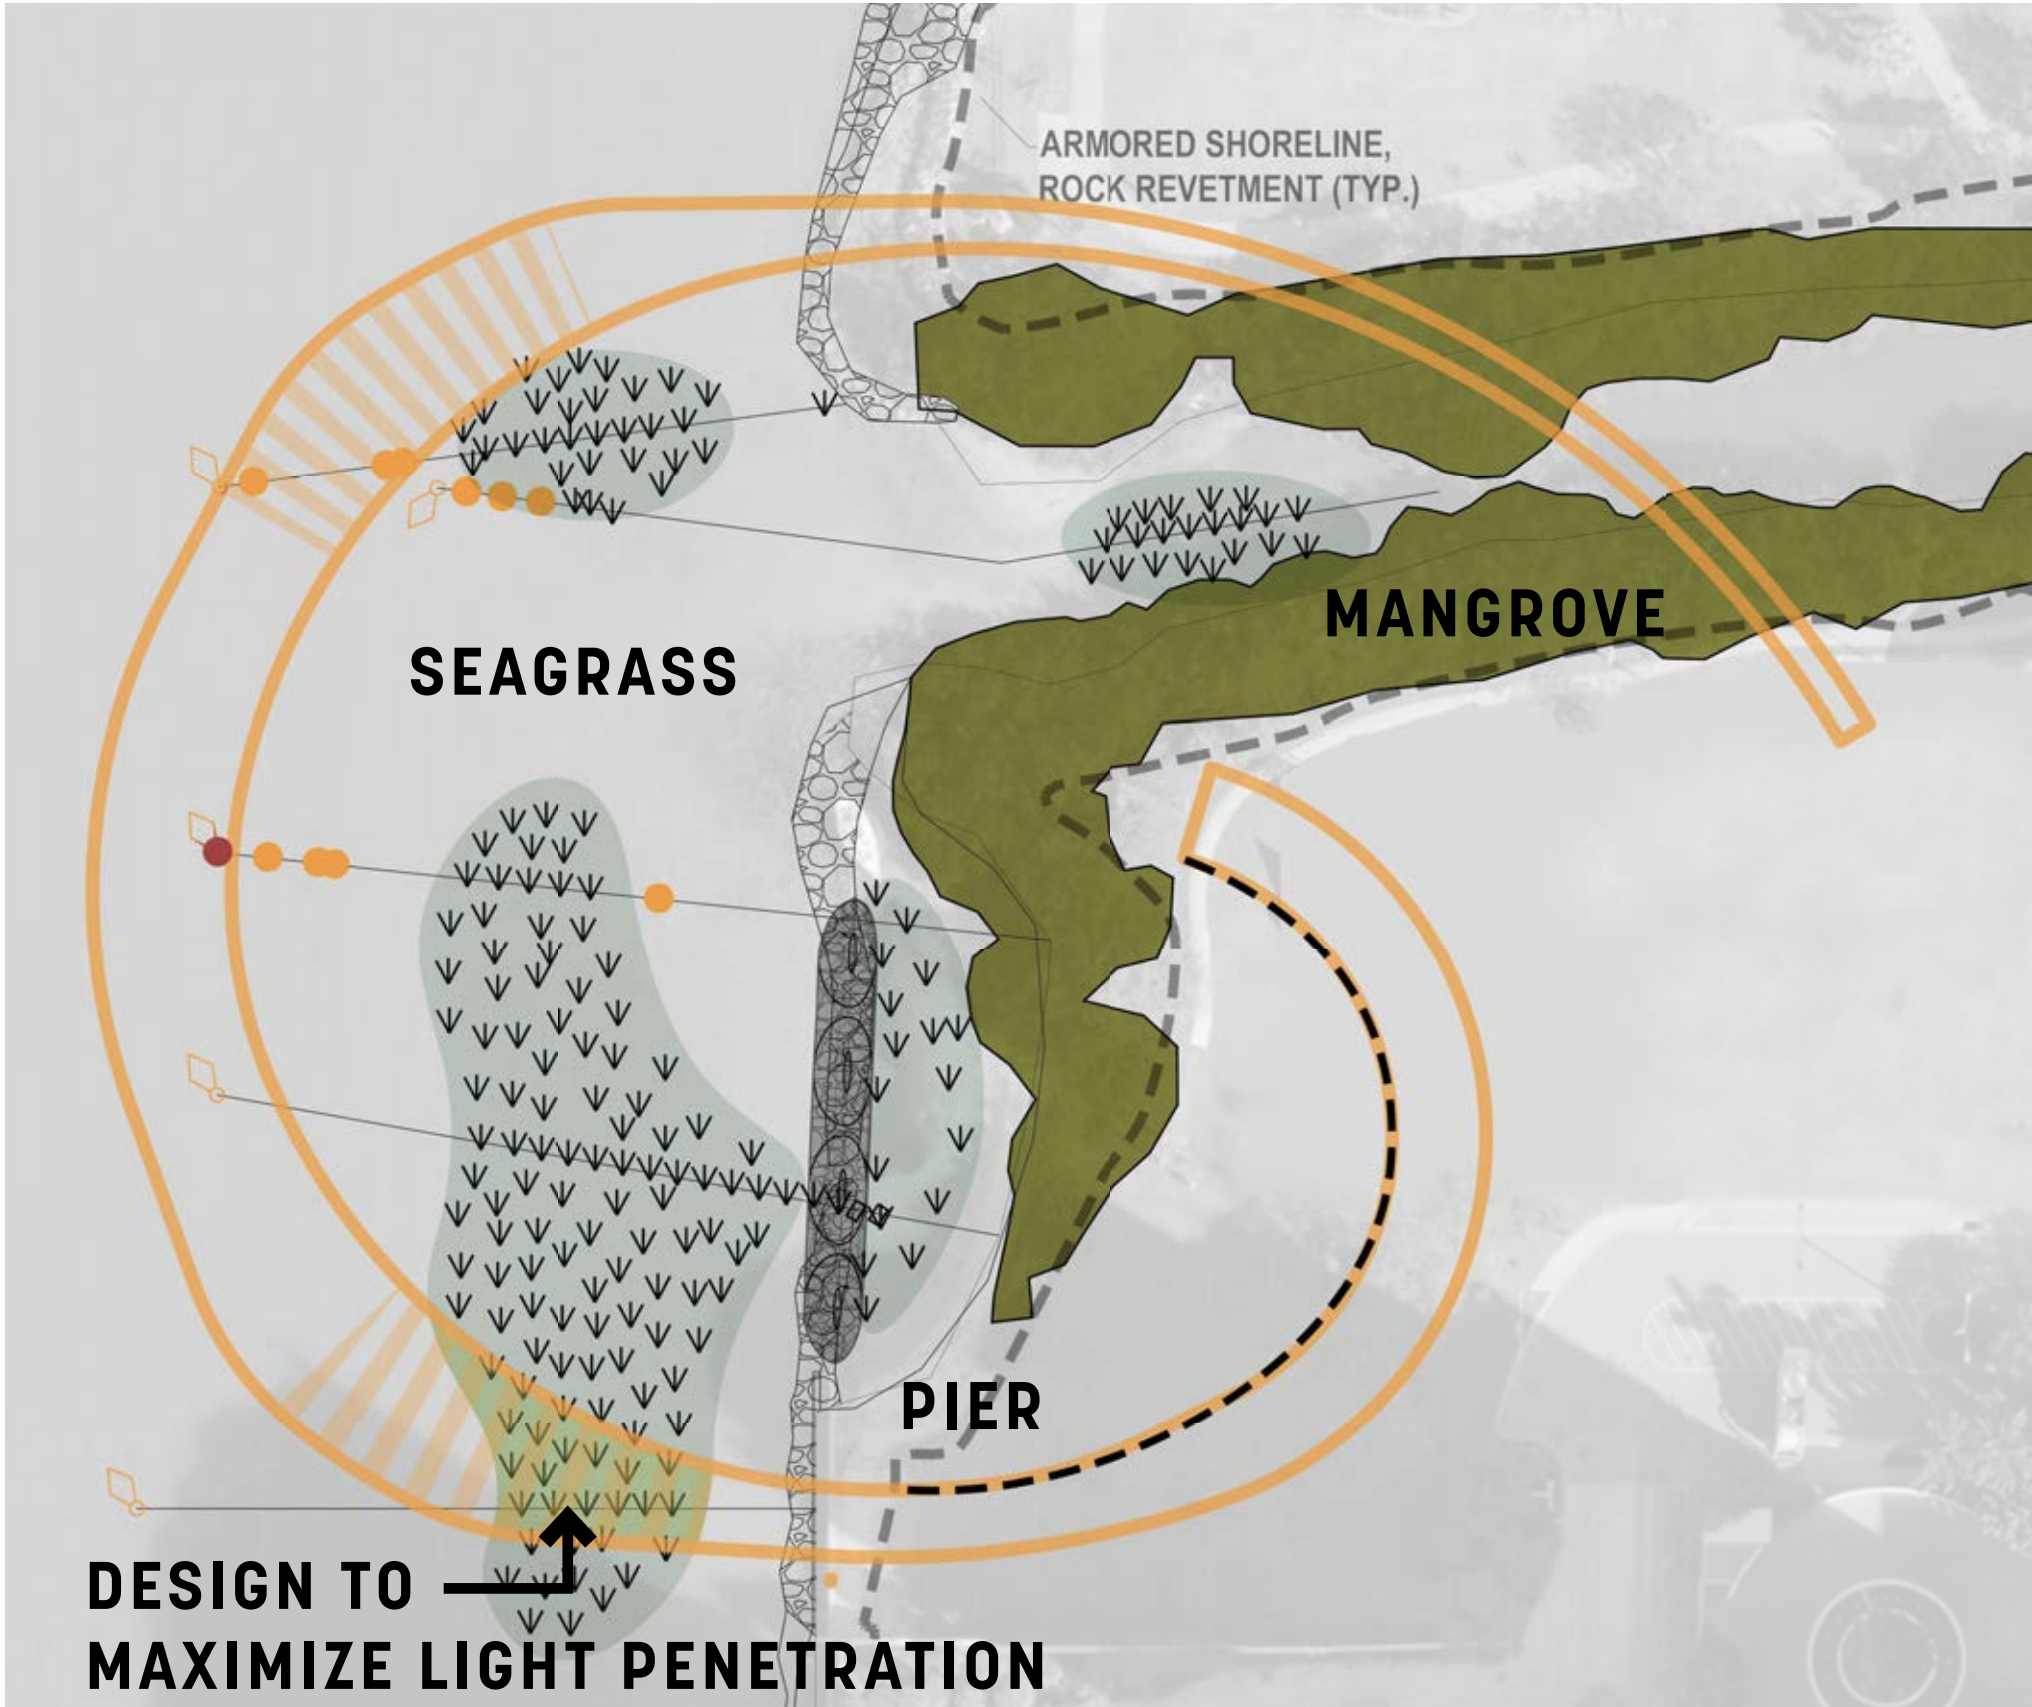 ARMORED SHORELINE,
ROCK REVETMENT (TYP.)
MANGROVE
SEAGRASS
PIER
DESIGN TO
MAXIMIZE LIGHT PENETRATION